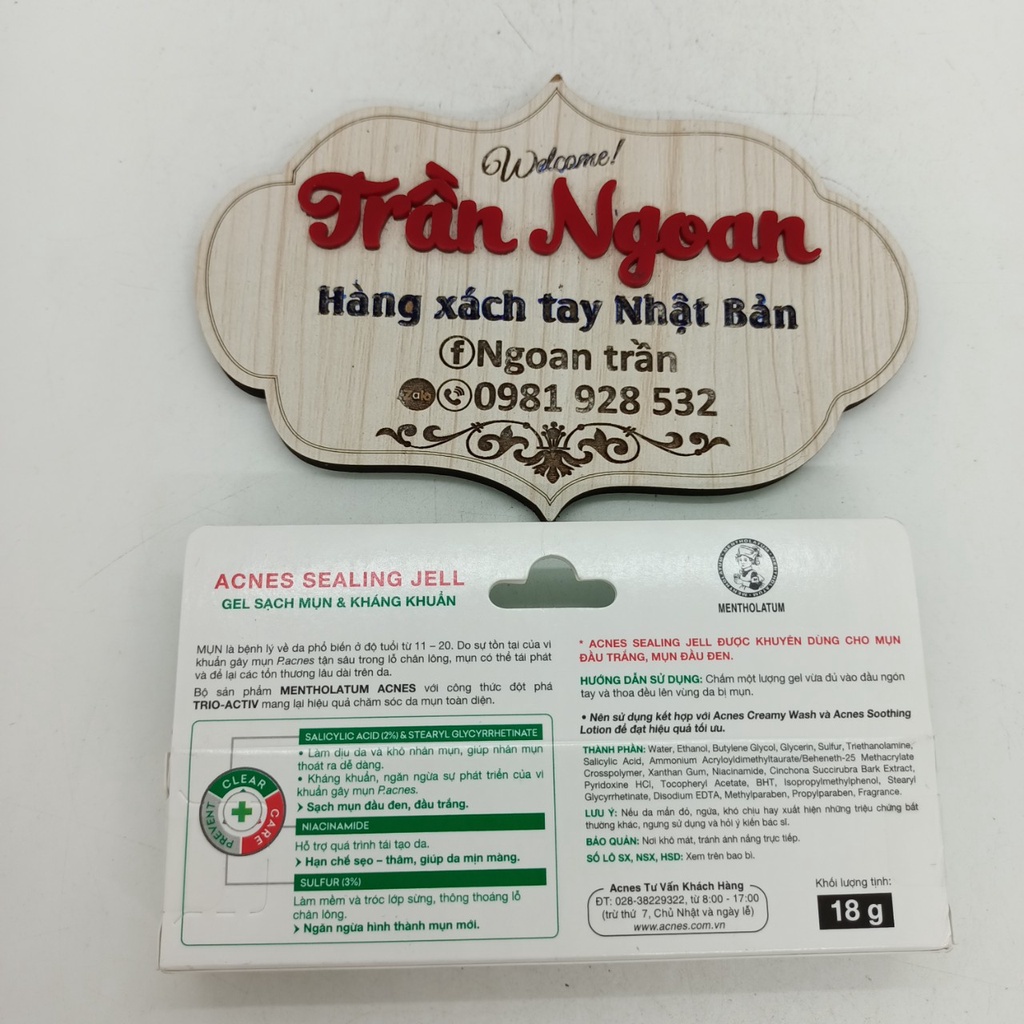 Welcome!
Trần Ngoan
Hàng xách tay Nhật Bản
Ngoan trần
Zalo 0981 928 532
ACNES SEALING JELL
GEL SẠCH MỤN & KHÁNG KHUẨN
MỤN là bệnh lý về da phổ biến ở độ tuổi từ 11 – 20. Do sự tồn tại của vi
khuẩn gây mụn P.acnes tận sâu trong lỗ chân lông, mụn có thể tái phát
và để lại các tổn thương lâu dài trên da.
Bộ sản phẩm MENTHOLATUM ACNES với công thức đột phá
TRIO-ACTIV mang lại hiệu quả chăm sóc da mụn toàn diện.
CLEAR
CARE
PREVENT
SALICYLIC ACID (2%) & STEARYL GLYCYRRHETINATE
• Làm dịu da và khô nhân mụn, giúp nhân mụn
thoát ra dễ dàng.
• Kháng khuẩn, ngăn ngừa sự phát triển của vi
khuẩn gây mụn P.acnes.
Sạch mụn đầu đen, đầu trắng.
NIACINAMIDE
Hỗ trợ quá trình tái tạo da.
Hạn chế sẹo – thâm, giúp da mịn màng.
SULFUR (3%)
Làm mềm và tróc lớp sừng, thông thoáng lỗ
chân lông.
Ngăn ngừa hình thành mụn mới.
MENTHOLATUM
* ACNES SEALING JELL ĐƯỢC KHUYÊN DÙNG CHO MỤN
ĐẦU TRẮNG, MỤN ĐẦU ĐEN.
HƯỚNG DẪN SỬ DỤNG: Chấm một lượng gel vừa đủ vào đầu ngón
tay và thoa đều lên vùng da bị mụn.
• Nên sử dụng kết hợp với Acnes Creamy Wash và Acnes Soothing
Lotion để đạt hiệu quả tối ưu.
THÀNH PHẦN: Water, Ethanol, Butylene Glycol, Glycerin, Sulfur, Triethanolamine,
Salicylic Acid, Ammonium Acryloyldimethyltaurate/Beheneth-25 Methacrylate
Crosspolymer, Xanthan Gum, Niacinamide, Cinchona Succirubra Bark Extract,
Pyridoxine HCl, Tocopheryl Acetate, BHT, Isopropylmethylphenol, Stearyl
Glycyrrhetinate, Disodium EDTA, Methylparaben, Propylparaben, Fragrance.
LƯU Ý: Nếu da mẩn đỏ, ngứa, khó chịu hay xuất hiện những triệu chứng bất
thường khác, ngưng sử dụng và hỏi ý kiến bác sĩ.
BẢO QUẢN: Nơi khô mát, tránh ánh nắng trực tiếp.
SỐ LÔ SX, NSX, HSD: Xem trên bao bì.
Acnes Tư Vấn Khách Hàng
ĐT: 028-38229322, từ 8:00 - 17:00
(trừ thứ 7, Chủ Nhật và ngày lễ)
www.acnes.com.vn
Khối lượng tịnh:
18 g